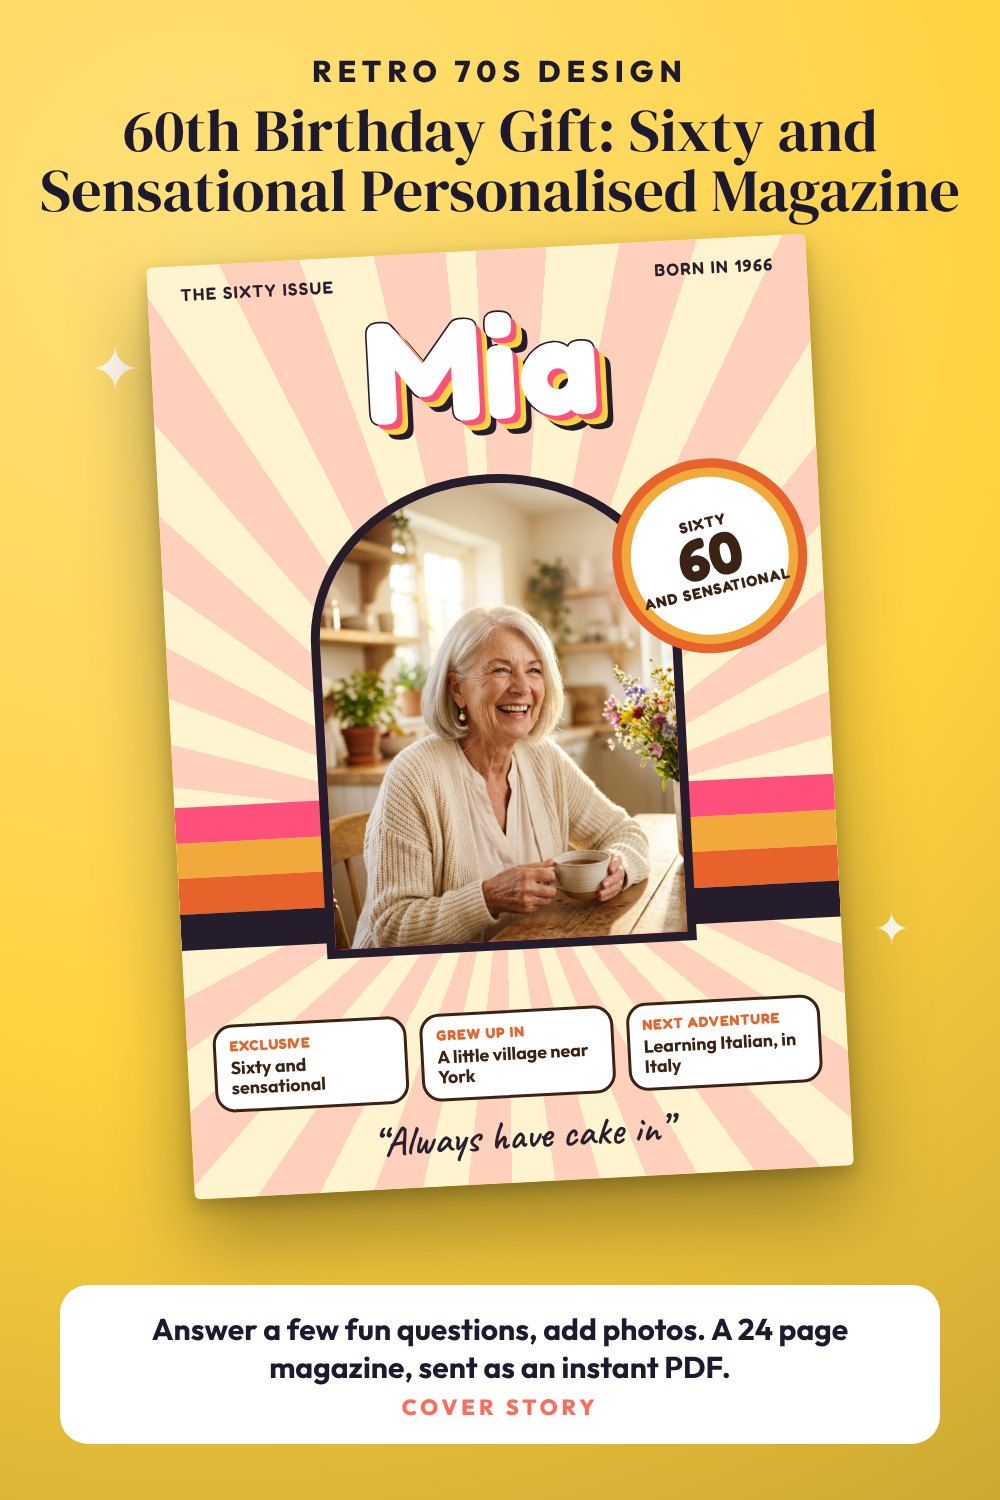 RETRO 70S DESIGN
60th Birthday Gift: Sixty and
Sensational Personalised Magazine
THE SIXTY ISSUE
BORN IN 1966
Mia
SIXTY
60
AND SENSATIONAL
EXCLUSIVE
Sixty and
sensational
GREW UP IN
A little village near
York
NEXT ADVENTURE
Learning Italian, in
Italy
“Always have cake in”
Answer a few fun questions, add photos. A 24 page
magazine, sent as an instant PDF.
COVER STORY